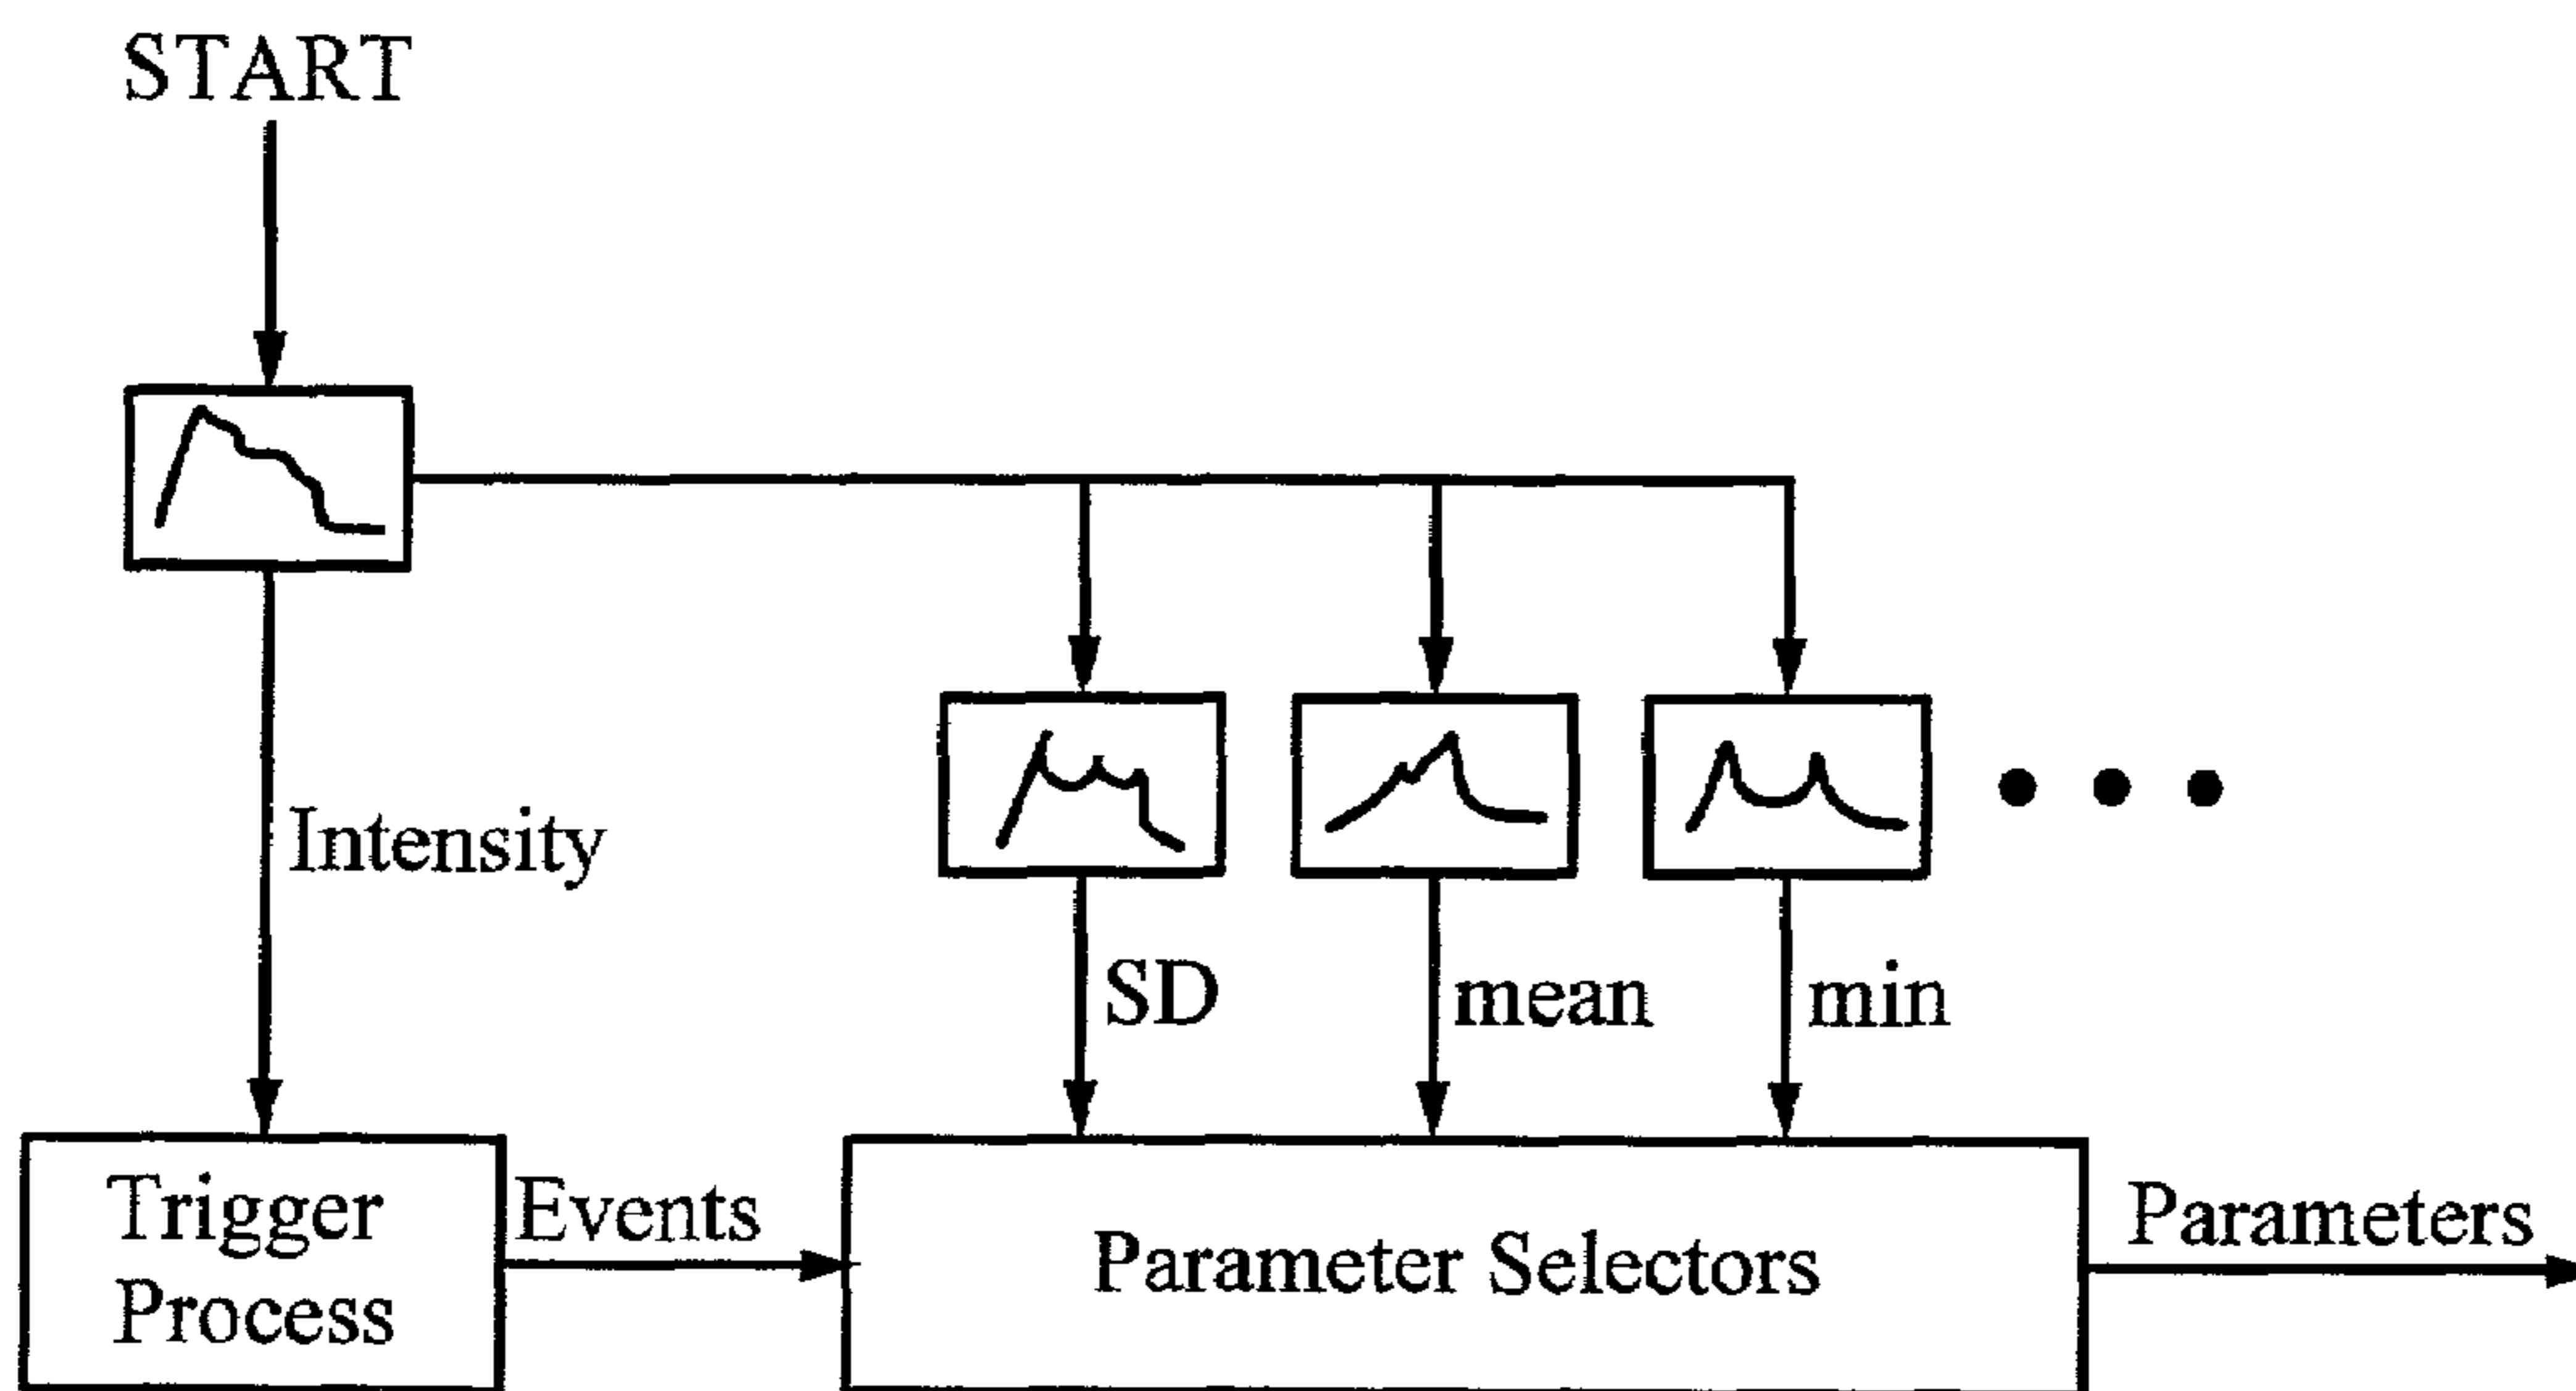 START
Intensity
SD
mean
min
Trigger
Process
Events
Parameter Selectors
Parameters